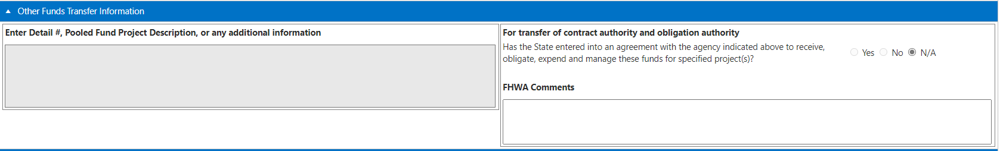 Other Funds Transfer Information
Enter Detail #, Pooled Fund Project Description, or any additional information
For transfer of contract authority and obligation authority
Has the State entered into an agreement with the agency indicated above to receive,
obligate, expend and manage these funds for specified project(s)?
Yes No N/A
FHWA Comments